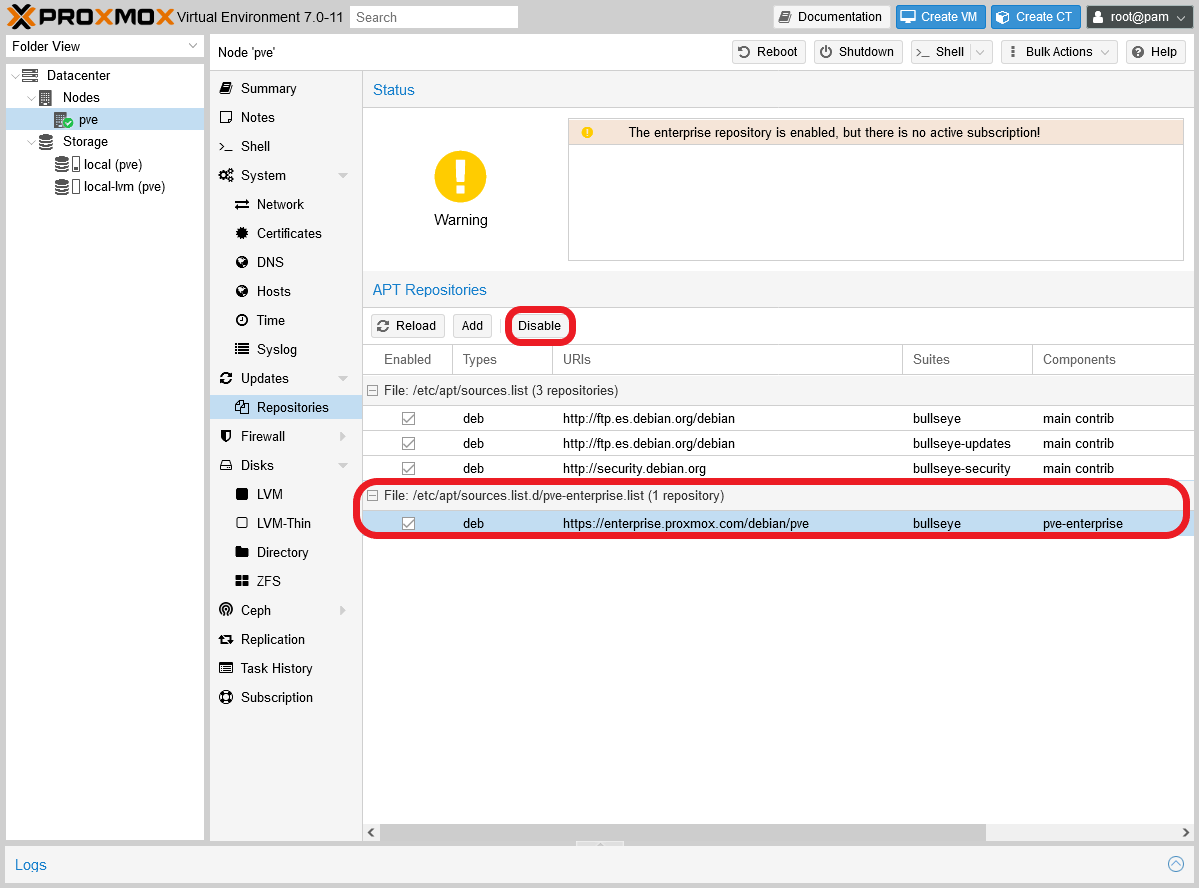 PROXMOX Virtual Environment 7.0-11 Search Documentation Create VM Create CT root@pam
Folder View
Datacenter
Nodes
pve
Storage
local (pve)
local-lvm (pve)
Node 'pve' Reboot Shutdown >_ Shell Bulk Actions Help
Summary
Notes
>_ Shell
System
Network
Certificates
DNS
Hosts
Time
Syslog
Updates
Repositories
Firewall
Disks
LVM
LVM-Thin
Directory
ZFS
Ceph
Replication
Task History
Subscription
Status
Warning
The enterprise repository is enabled, but there is no active subscription!
APT Repositories
Reload Add Disable
Enabled Types URIs Suites Components
File: /etc/apt/sources.list (3 repositories)
deb http://ftp.es.debian.org/debian bullseye main contrib
deb http://ftp.es.debian.org/debian bullseye-updates main contrib
deb http://security.debian.org bullseye-security main contrib
File: /etc/apt/sources.list.d/pve-enterprise.list (1 repository)
deb https://enterprise.proxmox.com/debian/pve bullseye pve-enterprise
Logs